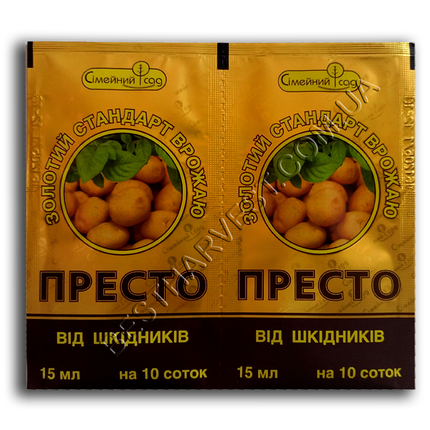 Сімейний сад
ЗОЛОТИЙ СТАНДАРТ ВРОЖАЮ
ПРЕСТО
ВІД ШКІДНИКІВ
15 мл на 10 соток
Сімейний сад
ЗОЛОТИЙ СТАНДАРТ ВРОЖАЮ
ПРЕСТО
ВІД ШКІДНИКІВ
15 мл на 10 соток
BESTHARVEST.COM.UA